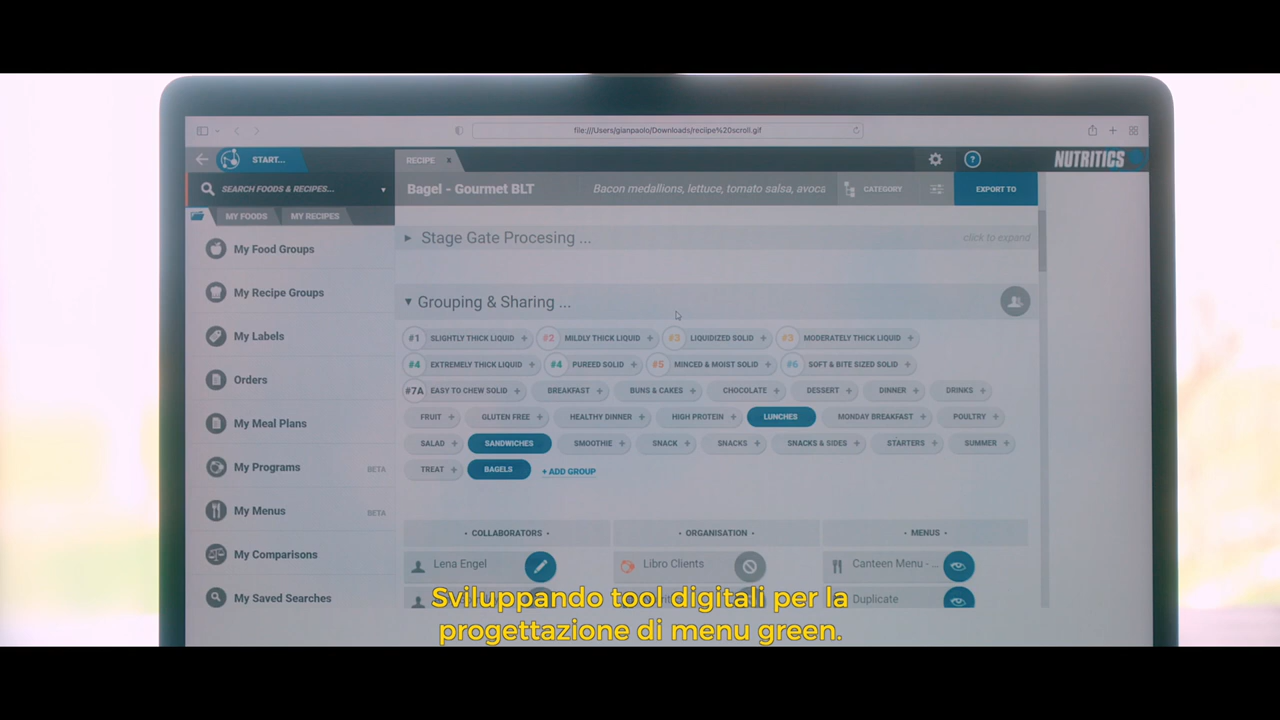 file:///Users/gianpaolo/Downloads/reciipe%20scroll.gif
START...
RECIPE x
NUTRITICS
SEARCH FOODS & RECIPES...
Bagel - Gourmet BLT
Bacon medallions, lettuce, tomato salsa, avoca
CATEGORY
EXPORT TO
MY FOODS
MY RECIPES
My Food Groups
My Recipe Groups
My Labels
Orders
My Meal Plans
My Programs BETA
My Menus BETA
My Comparisons
My Saved Searches
Stage Gate Procesing ... click to expand
Grouping & Sharing ...
#1 SLIGHTLY THICK LIQUID + #2 MILDLY THICK LIQUID + #3 LIQUIDIZED SOLID + #3 MODERATELY THICK LIQUID +
#4 EXTREMELY THICK LIQUID + #4 PUREED SOLID + #5 MINCED & MOIST SOLID + #6 SOFT & BITE SIZED SOLID +
#7A EASY TO CHEW SOLID + BREAKFAST + BUNS & CAKES + CHOCOLATE + DESSERT + DINNER + DRINKS +
FRUIT + GLUTEN FREE + HEALTHY DINNER + HIGH PROTEIN + LUNCHES MONDAY BREAKFAST + POULTRY +
SALAD + SANDWICHES SMOOTHIE + SNACK + SNACKS + SNACKS & SIDES + STARTERS + SUMMER +
TREAT + BAGELS + ADD GROUP
• COLLABORATORS • • ORGANISATION • • MENUS •
Lena Engel Libro Clients Canteen Menu - ...
Duplicate
Sviluppando tool digitali per la
progettazione di menu green.